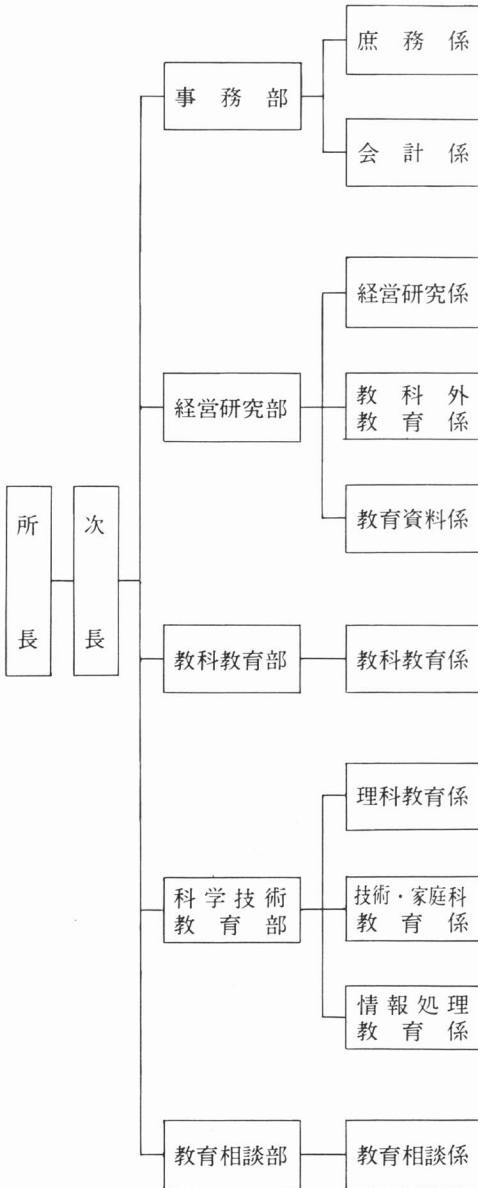 所長
次長
事務部
庶務係
会計係
経営研究部
経営研究係
教科外
教育係
教育資料係
教科教育部
教科教育係
科学技術
教育部
理科教育係
技術・家庭科
教育係
情報処理
教育係
教育相談部
教育相談係